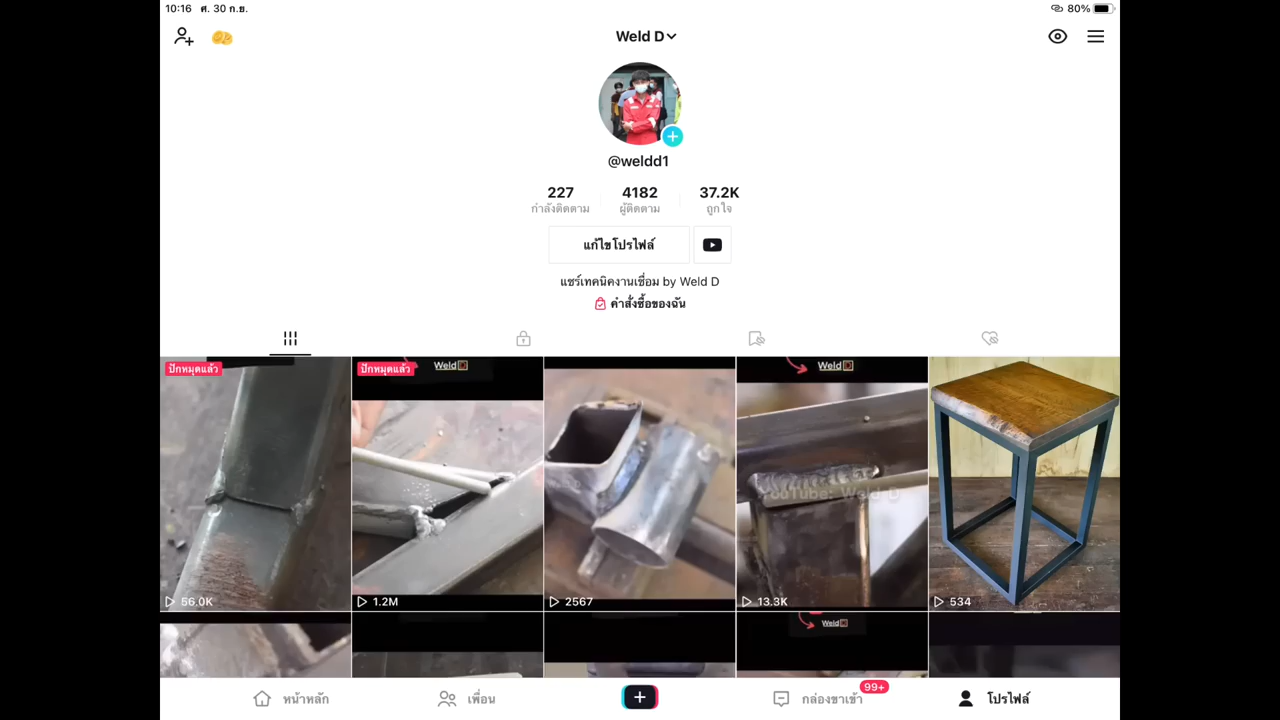 10:16 ศ. 30 ก.ย. 80%
Weld D
@weldd1
227 4182 37.2K
กำลังติดตาม ผู้ติดตาม ถูกใจ
แก้ไขโปรไฟล์
แชร์เทคนิคงานเชื่อม by Weld D
คำสั่งซื้อของฉัน
ปักหมุดแล้ว ปักหมุดแล้ว WeldD WeldD
YouTube: Weld D
56.0K 1.2M 2567 13.3K 534
WeldD
หน้าหลัก เพื่อน กล่องขาเข้า 99+ โปรไฟล์